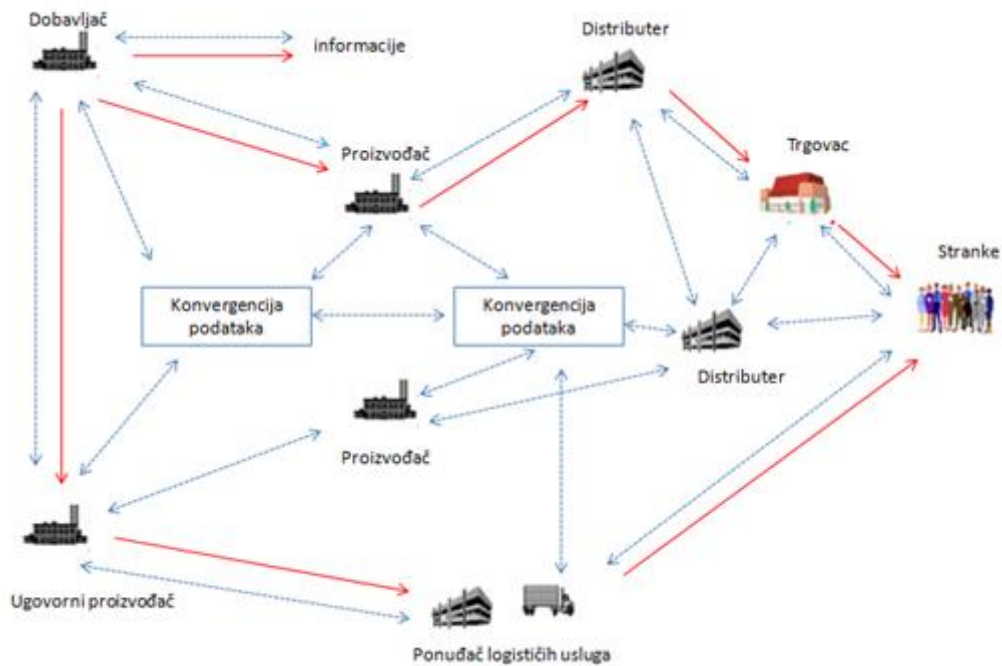 Dobavljač
informacije
Distributer
Proizvođač
Trgovac
Stranke
Konvergencija
podataka
Konvergencija
podataka
Distributer
Proizvođač
Ugovorni proizvođač
Ponuđač logističih usluga